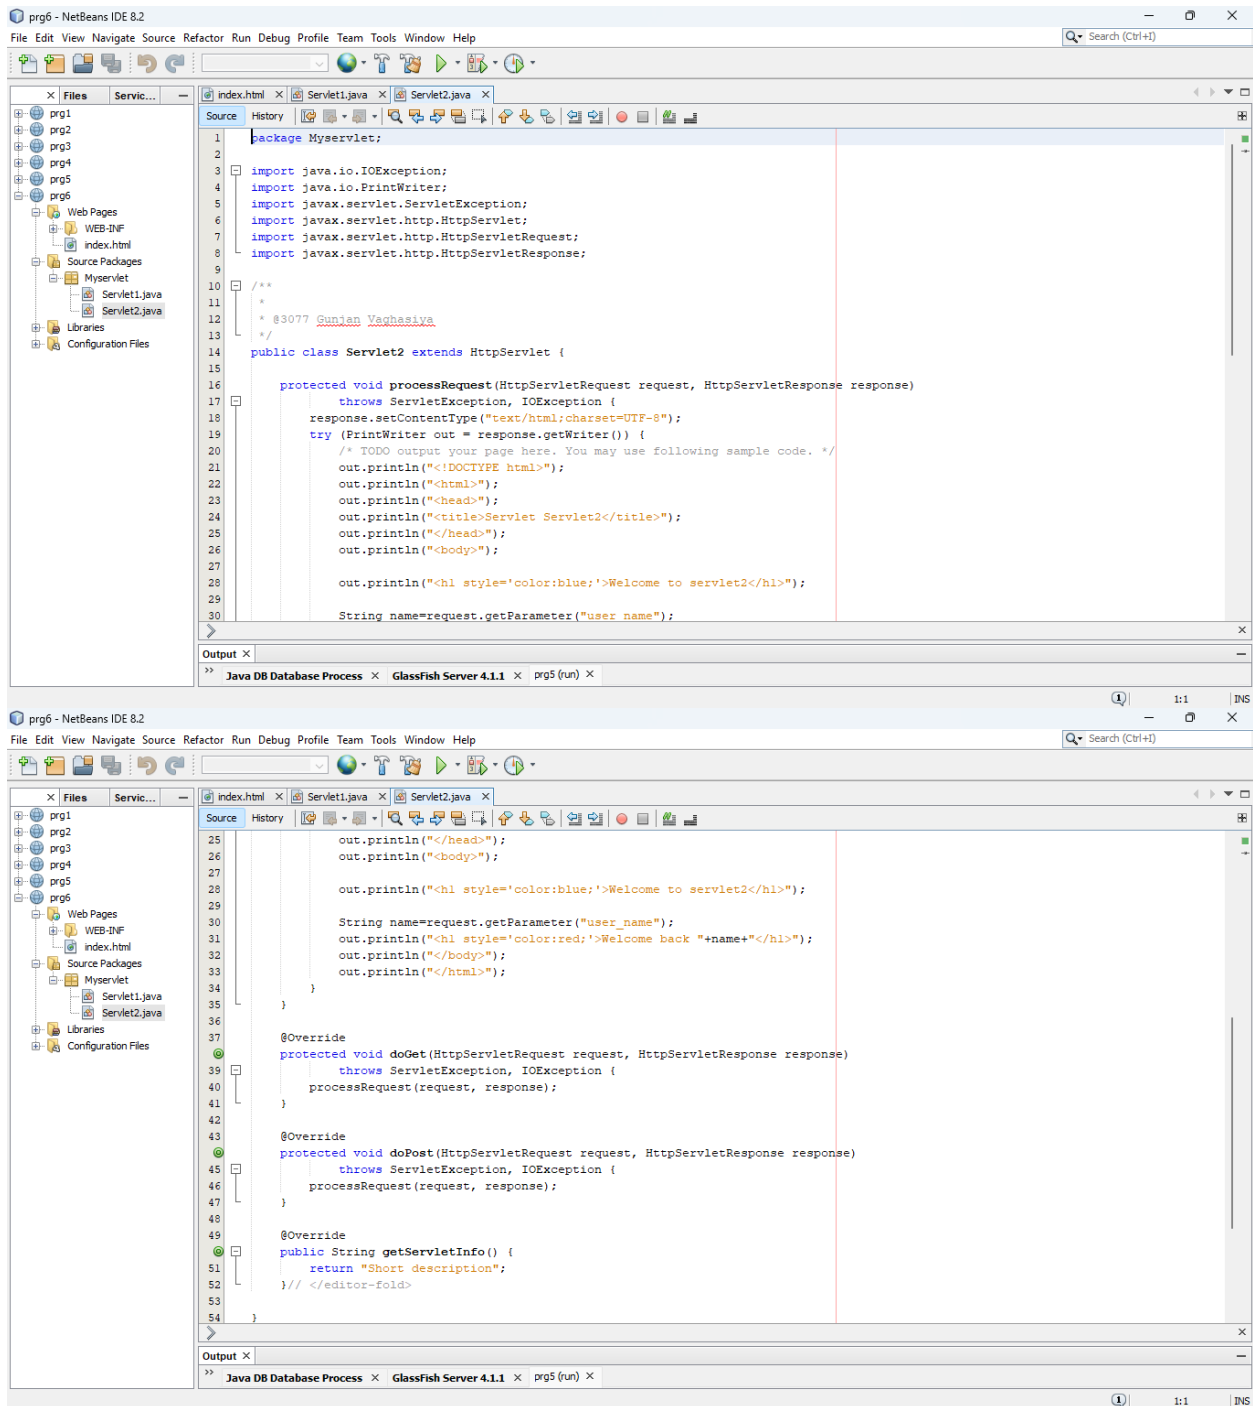 prg6 - NetBeans IDE 8.2
File Edit View Navigate Source Refactor Run Debug Profile Team Tools Window Help
Search (Ctrl+I)
Files Servic...
index.html Servlet1.java Servlet2.java
Source History
prg1
prg2
prg3
prg4
prg5
prg6
Web Pages
WEB-INF
index.html
Source Packages
Myservlet
Servlet1.java
Servlet2.java
Libraries
Configuration Files
1 package Myservlet;
2
3 import java.io.IOException;
4 import java.io.PrintWriter;
5 import javax.servlet.ServletException;
6 import javax.servlet.http.HttpServlet;
7 import javax.servlet.http.HttpServletRequest;
8 import javax.servlet.http.HttpServletResponse;
9
10 /**
11 *
12 * @3077 Gunjan Vaghasiya
13 */
14 public class Servlet2 extends HttpServlet {
15
16 protected void processRequest(HttpServletRequest request, HttpServletResponse response)
17 throws ServletException, IOException {
18 response.setContentType("text/html;charset=UTF-8");
19 try (PrintWriter out = response.getWriter()) {
20 /* TODO output your page here. You may use following sample code. */
21 out.println("<!DOCTYPE html>");
22 out.println("<html>");
23 out.println("<head>");
24 out.println("<title>Servlet Servlet2</title>");
25 out.println("</head>");
26 out.println("<body>");
27
28 out.println("<h1 style='color:blue;'>Welcome to servlet2</h1>");
29
30 String name=request.getParameter("user_name");
Output
Java DB Database Process GlassFish Server 4.1.1 prg5 (run)
1 1:1 INS
prg6 - NetBeans IDE 8.2
File Edit View Navigate Source Refactor Run Debug Profile Team Tools Window Help
Search (Ctrl+I)
Files Servic...
index.html Servlet1.java Servlet2.java
Source History
prg1
prg2
prg3
prg4
prg5
prg6
Web Pages
WEB-INF
index.html
Source Packages
Myservlet
Servlet1.java
Servlet2.java
Libraries
Configuration Files
25 out.println("</head>");
26 out.println("<body>");
27
28 out.println("<h1 style='color:blue;'>Welcome to servlet2</h1>");
29
30 String name=request.getParameter("user_name");
31 out.println("<h1 style='color:red;'>Welcome back "+name+"</h1>");
32 out.println("</body>");
33 out.println("</html>");
34 }
35 }
36
37 @Override
protected void doGet(HttpServletRequest request, HttpServletResponse response)
39 throws ServletException, IOException {
40 processRequest(request, response);
41 }
42
43 @Override
protected void doPost(HttpServletRequest request, HttpServletResponse response)
45 throws ServletException, IOException {
46 processRequest(request, response);
47 }
48
49 @Override
public String getServletInfo() {
51 return "Short description";
52 }// </editor-fold>
53
54 }
Output
Java DB Database Process GlassFish Server 4.1.1 prg5 (run)
1 1:1 INS